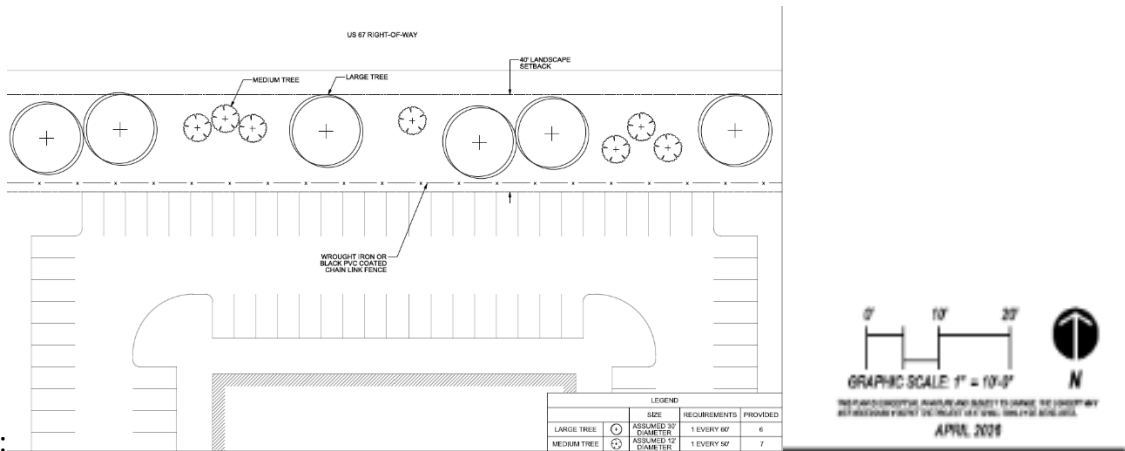 US 67 RIGHT-OF-WAY
40' LANDSCAPE
SETBACK
MEDIUM TREE
LARGE TREE
WROUGHT IRON OR
BLACK PVC COATED
CHAIN LINK FENCE
LEGEND
SIZE REQUIREMENTS PROVIDED
LARGE TREE ASSUMED 30' DIAMETER 1 EVERY 60' 6
MEDIUM TREE ASSUMED 12' DIAMETER 1 EVERY 50' 7
0' 10' 20'
GRAPHIC SCALE: 1" = 10'-0"
N
APRIL 2026
: